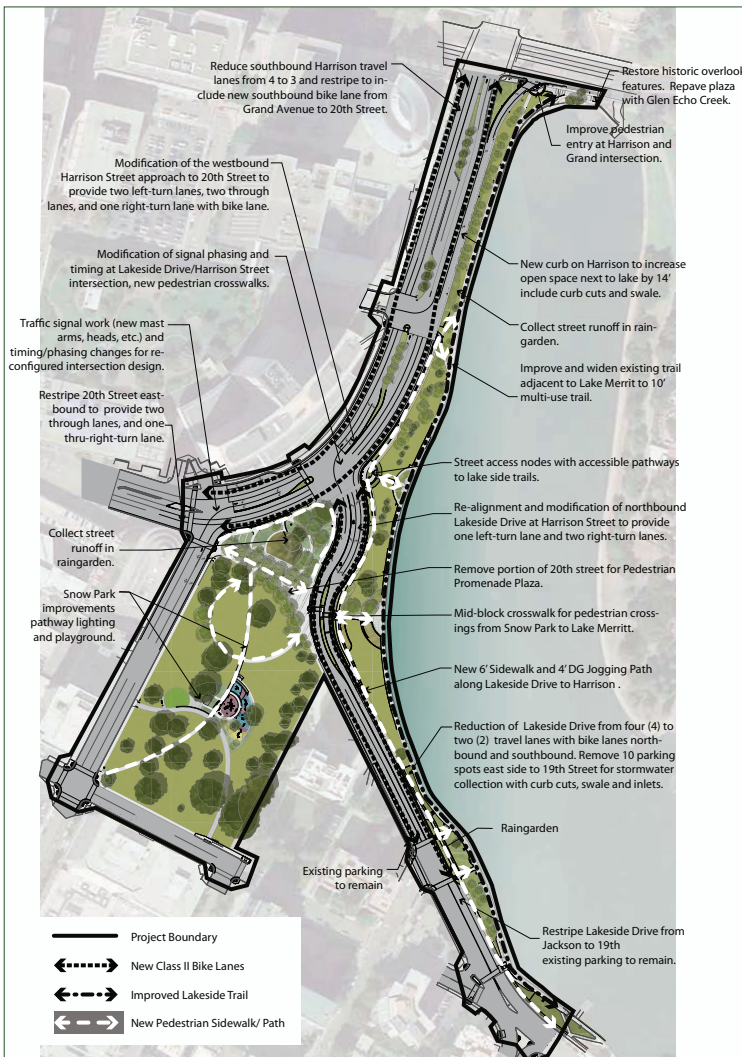 Reduce southbound Harrison travel
lanes from 4 to 3 and restripe to in-
clude new southbound bike lane from
Grand Avenue to 20th Street.
Restore historic overlook
features. Repave plaza
with Glen Echo Creek.
Improve pedestrian
entry at Harrison and
Grand intersection.
Modification of the westbound
Harrison Street approach to 20th Street to
provide two left-turn lanes, two through
lanes, and one right-turn lane with bike lane.
Modification of signal phasing and
timing at Lakeside Drive/Harrison Street
intersection, new pedestrian crosswalks.
New curb on Harrison to increase
open space next to lake by 14'
include curb cuts and swale.
Traffic signal work (new mast
arms, heads, etc.) and
timing/phasing changes for re-
configured intersection design.
Collect street runoff in rain-
garden.
Improve and widen existing trail
adjacent to Lake Merrit to 10'
multi-use trail.
Restripe 20th Street east-
bound to provide two
through lanes, and one
thru-right-turn lane.
Street access nodes with accessible pathways
to lake side trails.
Re-alignment and modification of northbound
Lakeside Drive at Harrison Street to provide
one left-turn lane and two right-turn lanes.
Collect street
runoff in
raingarden.
Remove portion of 20th street for Pedestrian
Promenade Plaza.
Snow Park
improvements
pathway lighting
and playground.
Mid-block crosswalk for pedestrian cross-
ings from Snow Park to Lake Merritt.
New 6' Sidewalk and 4' DG Jogging Path
along Lakeside Drive to Harrison .
Reduction of Lakeside Drive from four (4) to
two (2) travel lanes with bike lanes north-
bound and southbound. Remove 10 parking
spots east side to 19th Street for stormwater
collection with curb cuts, swale and inlets.
Raingarden
Existing parking
to remain
Restripe Lakeside Drive from
Jackson to 19th
existing parking to remain.
Project Boundary
New Class II Bike Lanes
Improved Lakeside Trail
New Pedestrian Sidewalk/ Path